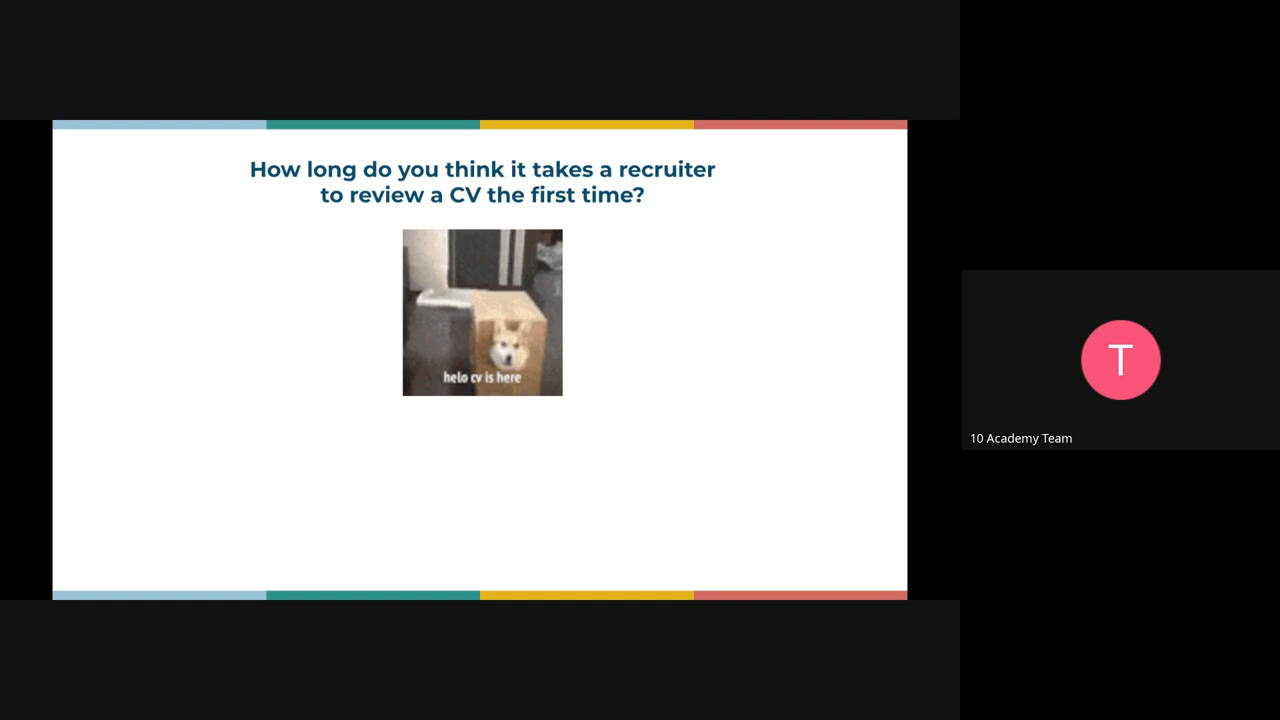 How long do you think it takes a recruiter
to review a CV the first time?
helo cv is here
T
10 Academy Team